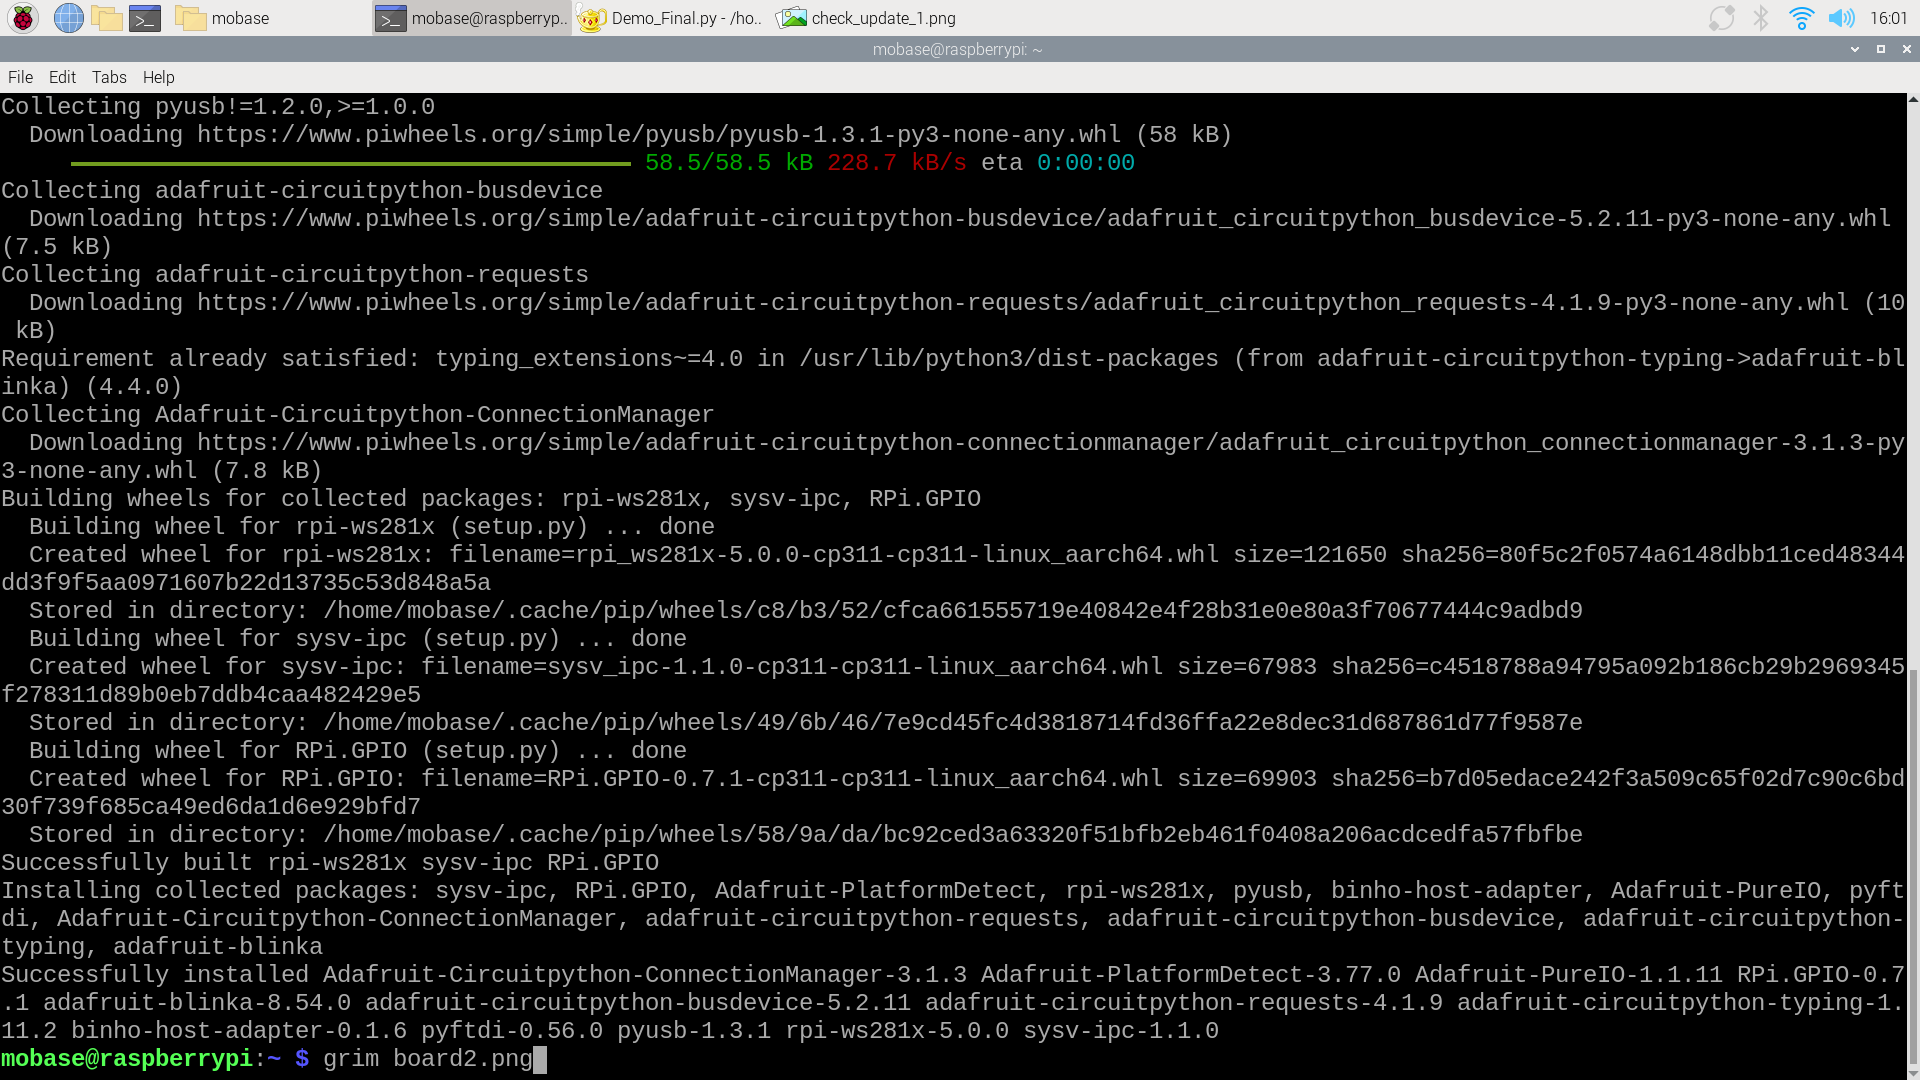 mobase
mobase@raspberryp..
Demo_Final.py - /ho..
check_update_1.png
16:01
mobase@raspberrypi: ~
File Edit Tabs Help
Collecting pyusb!=1.2.0,>=1.0.0
  Downloading https://www.piwheels.org/simple/pyusb/pyusb-1.3.1-py3-none-any.whl (58 kB)
58.5/58.5 kB 228.7 kB/s eta 0:00:00
Collecting adafruit-circuitpython-busdevice
  Downloading https://www.piwheels.org/simple/adafruit-circuitpython-busdevice/adafruit_circuitpython_busdevice-5.2.11-py3-none-any.whl
(7.5 kB)
Collecting adafruit-circuitpython-requests
  Downloading https://www.piwheels.org/simple/adafruit-circuitpython-requests/adafruit_circuitpython_requests-4.1.9-py3-none-any.whl (10
 kB)
Requirement already satisfied: typing_extensions~=4.0 in /usr/lib/python3/dist-packages (from adafruit-circuitpython-typing->adafruit-bl
inka) (4.4.0)
Collecting Adafruit-Circuitpython-ConnectionManager
  Downloading https://www.piwheels.org/simple/adafruit-circuitpython-connectionmanager/adafruit_circuitpython_connectionmanager-3.1.3-py
3-none-any.whl (7.8 kB)
Building wheels for collected packages: rpi-ws281x, sysv-ipc, RPi.GPIO
  Building wheel for rpi-ws281x (setup.py) ... done
  Created wheel for rpi-ws281x: filename=rpi_ws281x-5.0.0-cp311-cp311-linux_aarch64.whl size=121650 sha256=80f5c2f0574a6148dbb11ced48344
dd3f9f5aa0971607b22d13735c53d848a5a
  Stored in directory: /home/mobase/.cache/pip/wheels/c8/b3/52/cfca661555719e40842e4f28b31e0e80a3f70677444c9adbd9
  Building wheel for sysv-ipc (setup.py) ... done
  Created wheel for sysv-ipc: filename=sysv_ipc-1.1.0-cp311-cp311-linux_aarch64.whl size=67983 sha256=c4518788a94795a092b186cb29b2969345
f278311d89b0eb7ddb4caa482429e5
  Stored in directory: /home/mobase/.cache/pip/wheels/49/6b/46/7e9cd45fc4d3818714fd36ffa22e8dec31d687861d77f9587e
  Building wheel for RPi.GPIO (setup.py) ... done
  Created wheel for RPi.GPIO: filename=RPi.GPIO-0.7.1-cp311-cp311-linux_aarch64.whl size=69903 sha256=b7d05edace242f3a509c65f02d7c90c6bd
30f739f685ca49ed6da1d6e929bfd7
  Stored in directory: /home/mobase/.cache/pip/wheels/58/9a/da/bc92ced3a63320f51bfb2eb461f0408a206acdcedfa57fbfbe
Successfully built rpi-ws281x sysv-ipc RPi.GPIO
Installing collected packages: sysv-ipc, RPi.GPIO, Adafruit-PlatformDetect, rpi-ws281x, pyusb, binho-host-adapter, Adafruit-PureIO, pyft
di, Adafruit-Circuitpython-ConnectionManager, adafruit-circuitpython-requests, adafruit-circuitpython-busdevice, adafruit-circuitpython-
typing, adafruit-blinka
Successfully installed Adafruit-Circuitpython-ConnectionManager-3.1.3 Adafruit-PlatformDetect-3.77.0 Adafruit-PureIO-1.1.11 RPi.GPIO-0.7
.1 adafruit-blinka-8.54.0 adafruit-circuitpython-busdevice-5.2.11 adafruit-circuitpython-requests-4.1.9 adafruit-circuitpython-typing-1.
11.2 binho-host-adapter-0.1.6 pyftdi-0.56.0 pyusb-1.3.1 rpi-ws281x-5.0.0 sysv-ipc-1.1.0
mobase@raspberrypi:~ $ grim board2.png